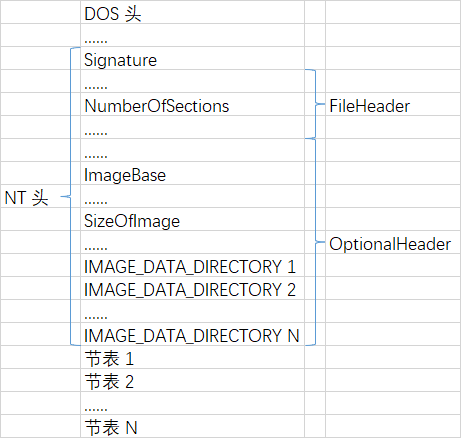 DOS 头
......
Signature
......
NumberOfSections
FileHeader
......
......
ImageBase
NT 头
......
SizeOfImage
......
OptionalHeader
IMAGE_DATA_DIRECTORY 1
IMAGE_DATA_DIRECTORY 2
......
IMAGE_DATA_DIRECTORY N
节表 1
节表 2
......
节表 N